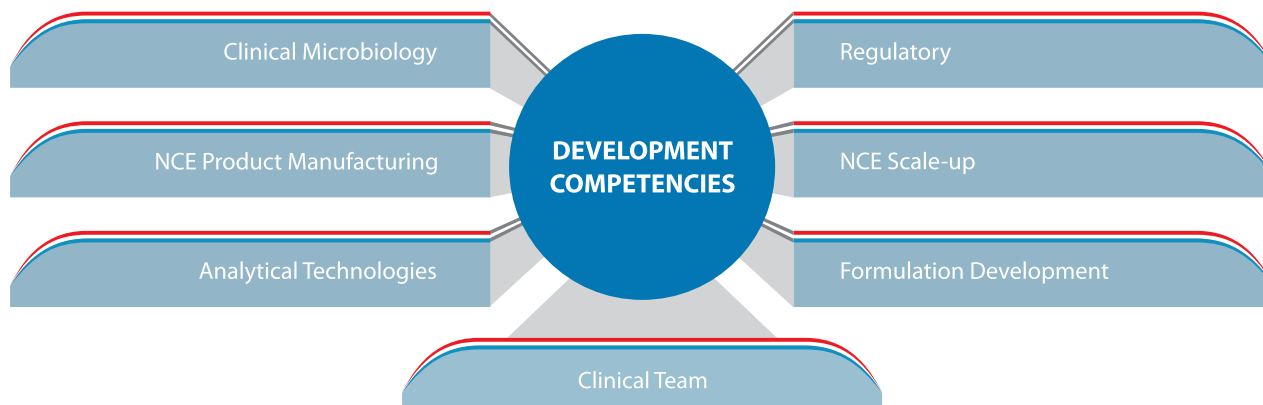 Clinical Microbiology
Regulatory
NCE Product Manufacturing
DEVELOPMENT
COMPETENCIES
NCE Scale-up
Analytical Technologies
Formulation Development
Clinical Team